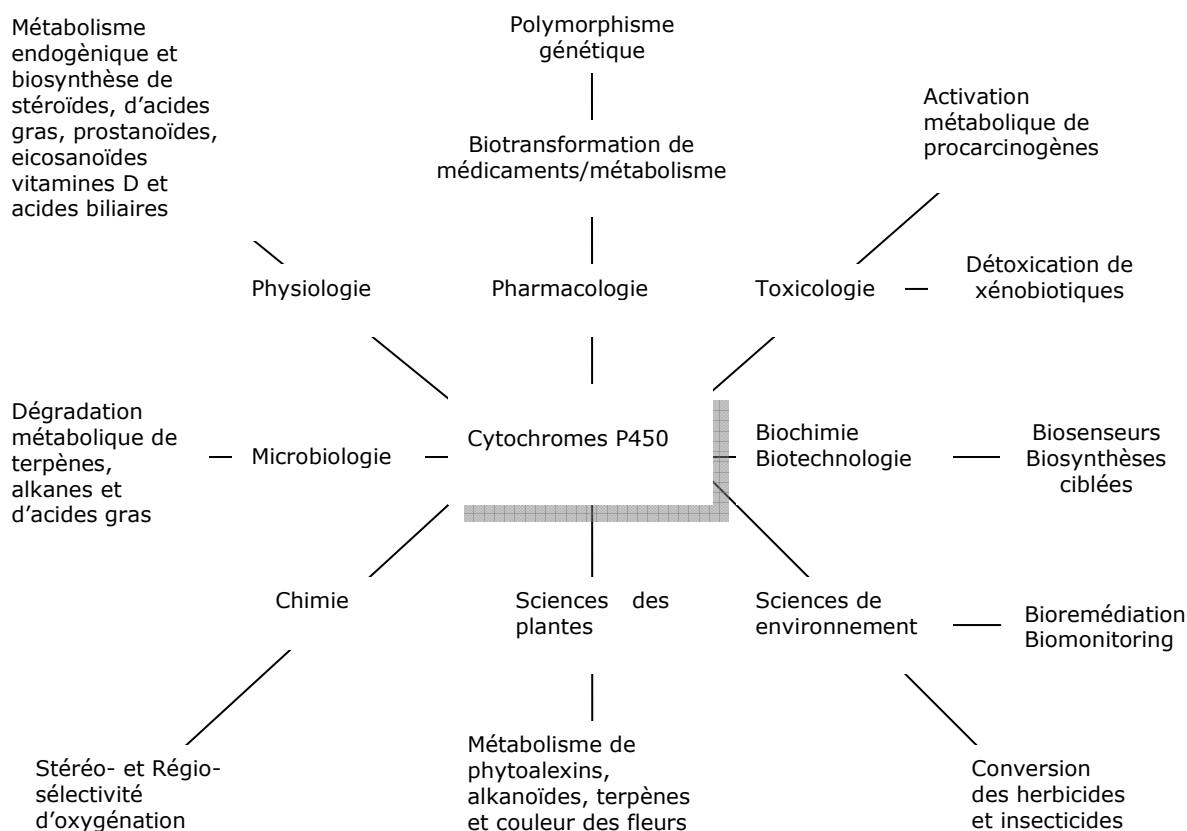 Métabolisme
endogènique et
biosynthèse de
stéroïdes, d'acides
gras, prostanoïdes,
eicosanoïdes
vitamines D et
acides biliaires
Polymorphisme
génétique
Biotransformation de
médicaments/métabolisme
Activation
métabolique de
procarcinogènes
Physiologie
Pharmacologie
Toxicologie
Détoxication de
xénobiotiques
Dégradation
métabolique de
terpènes,
alkanes et
d'acides gras
Microbiologie
Cytochromes P450
Biochimie
Biotechnologie
Biosenseurs
Biosynthèses
ciblées
Chimie
Sciences des
plantes
Sciences de
environnement
Bioremédiation
Biomonitoring
Stéréo- et Régio-
sélectivité
d'oxygénation
Métabolisme de
phytoalexins,
alkanoïdes, terpènes
et couleur des fleurs
Conversion
des herbicides
et insecticides